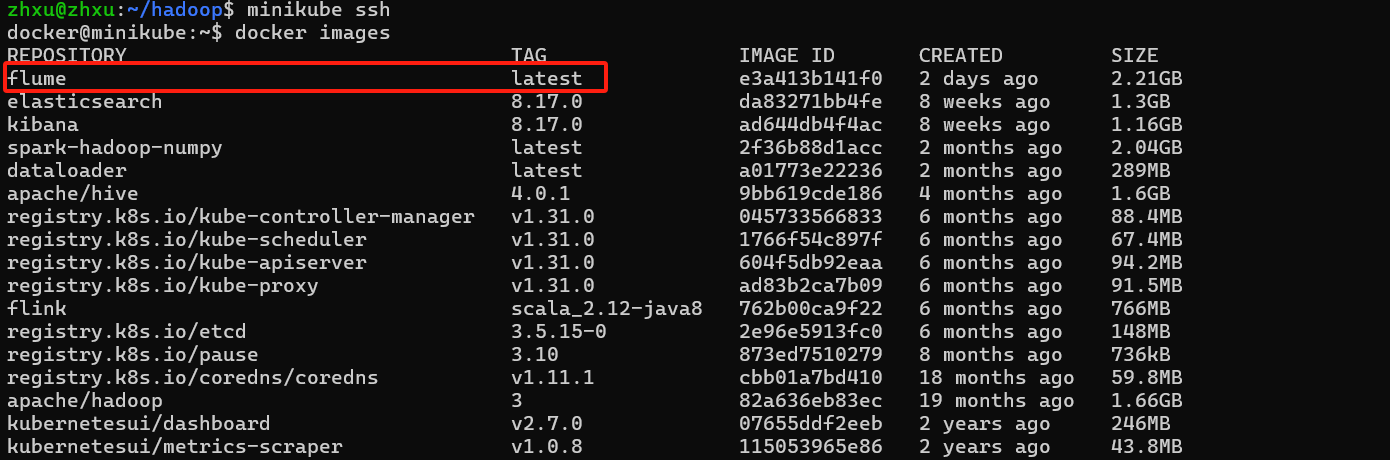 zhxu@zhxu:~/hadoop$ minikube ssh
docker@minikube:~$ docker images
REPOSITORY TAG IMAGE ID CREATED SIZE
flume latest e3a413b141f0 2 days ago 2.21GB
elasticsearch 8.17.0 da83271bb4fe 8 weeks ago 1.3GB
kibana 8.17.0 ad644db4f4ac 8 weeks ago 1.16GB
spark-hadoop-numpy latest 2f36b88d1acc 2 months ago 2.04GB
dataloader latest a01773e22236 2 months ago 289MB
apache/hive 4.0.1 9bb619cde186 4 months ago 1.6GB
registry.k8s.io/kube-controller-manager v1.31.0 045733566833 6 months ago 88.4MB
registry.k8s.io/kube-scheduler v1.31.0 1766f54c897f 6 months ago 67.4MB
registry.k8s.io/kube-apiserver v1.31.0 604f5db92eaa 6 months ago 94.2MB
registry.k8s.io/kube-proxy v1.31.0 ad83b2ca7b09 6 months ago 91.5MB
flink scala_2.12-java8 762b00ca9f22 6 months ago 766MB
registry.k8s.io/etcd 3.5.15-0 2e96e5913fc0 6 months ago 148MB
registry.k8s.io/pause 3.10 873ed7510279 8 months ago 736kB
registry.k8s.io/coredns/coredns v1.11.1 cbb01a7bd410 18 months ago 59.8MB
apache/hadoop 3 82a636eb83ec 19 months ago 1.66GB
kubernetesui/dashboard v2.7.0 07655ddf2eeb 2 years ago 246MB
kubernetesui/metrics-scraper v1.0.8 115053965e86 2 years ago 43.8MB